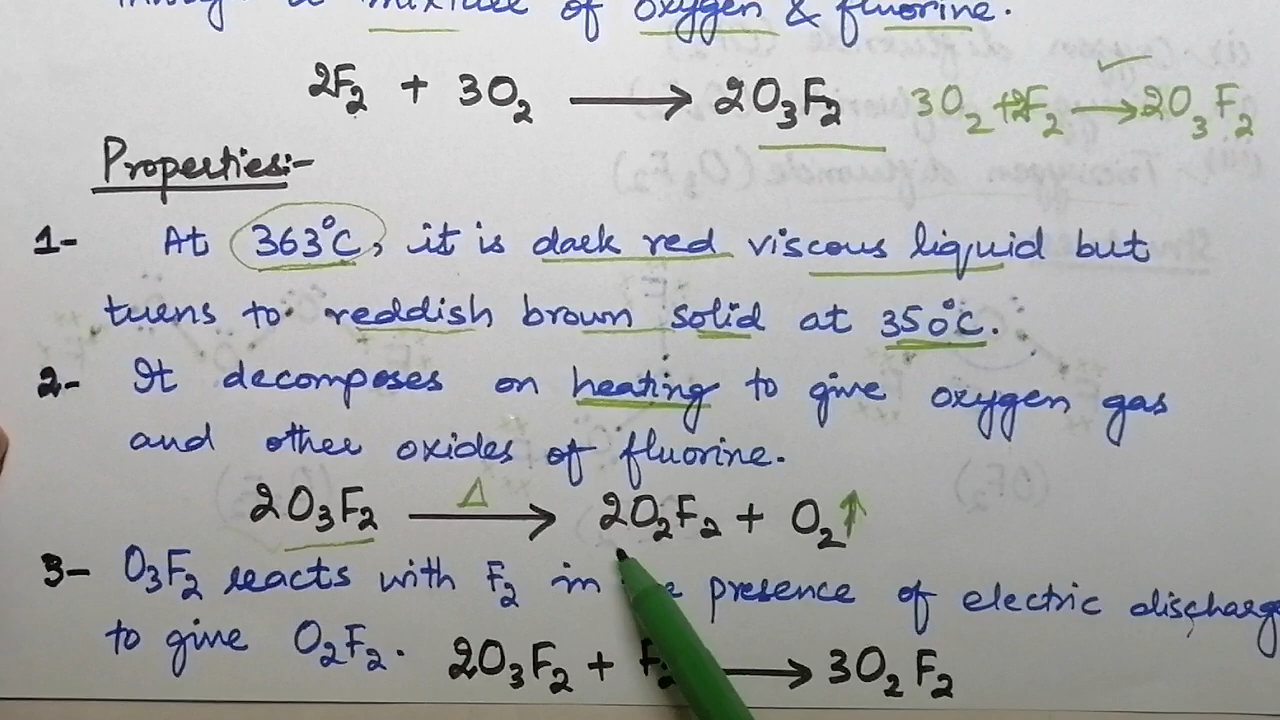 mixture of oxygen & fluorine.
2F₂ + 3O₂ ⟶ 2O₃F₂ 3O₂ + 2F₂ ⟶ 2O₃F₂
Properties:-
1- At 363°C, it is dark red viscous liquid but
turns to reddish brown solid at 350°C.
2- It decomposes on heating to give oxygen gas
and other oxides of fluorine.
2O₃F₂ —Δ→ 2O₂F₂ + O₂↑
3- O₃F₂ reacts with F₂ in presence of electric discharge
to give O₂F₂. 2O₃F₂ + F₂ ⟶ 3O₂F₂